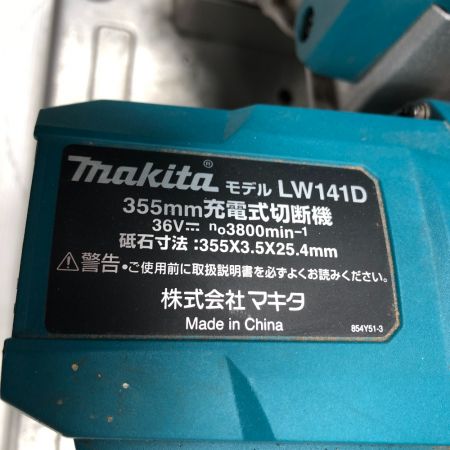 makita® モデル LW141D
355mm充電式切断機
36V⎓ n₀3800min⁻¹
砥石寸法:355X3.5X25.4mm
⚠警告・ご使用前に取扱説明書を必ずよくお読みください。
株式会社マキタ
Made in China
854Y51-3